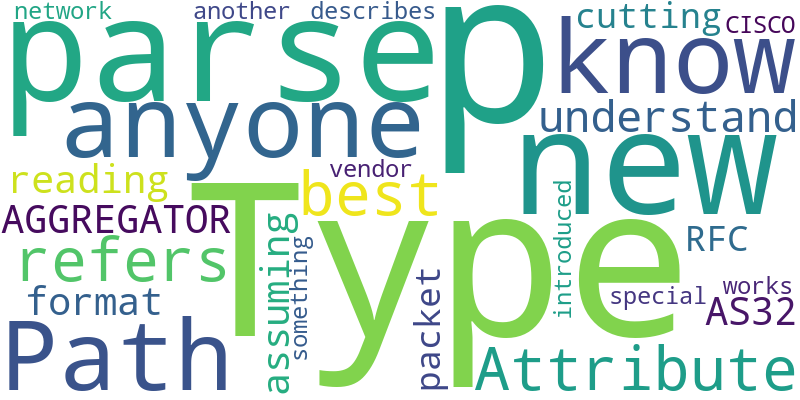 network
another
describes
cutting
CISCO
parse
p
know
anyone
understand
new
reading
vendor
best
AGGREGATOR
Type
refers
assuming
something
introduced
RFC
format
packet
special
works
AS32
Path
Attribute